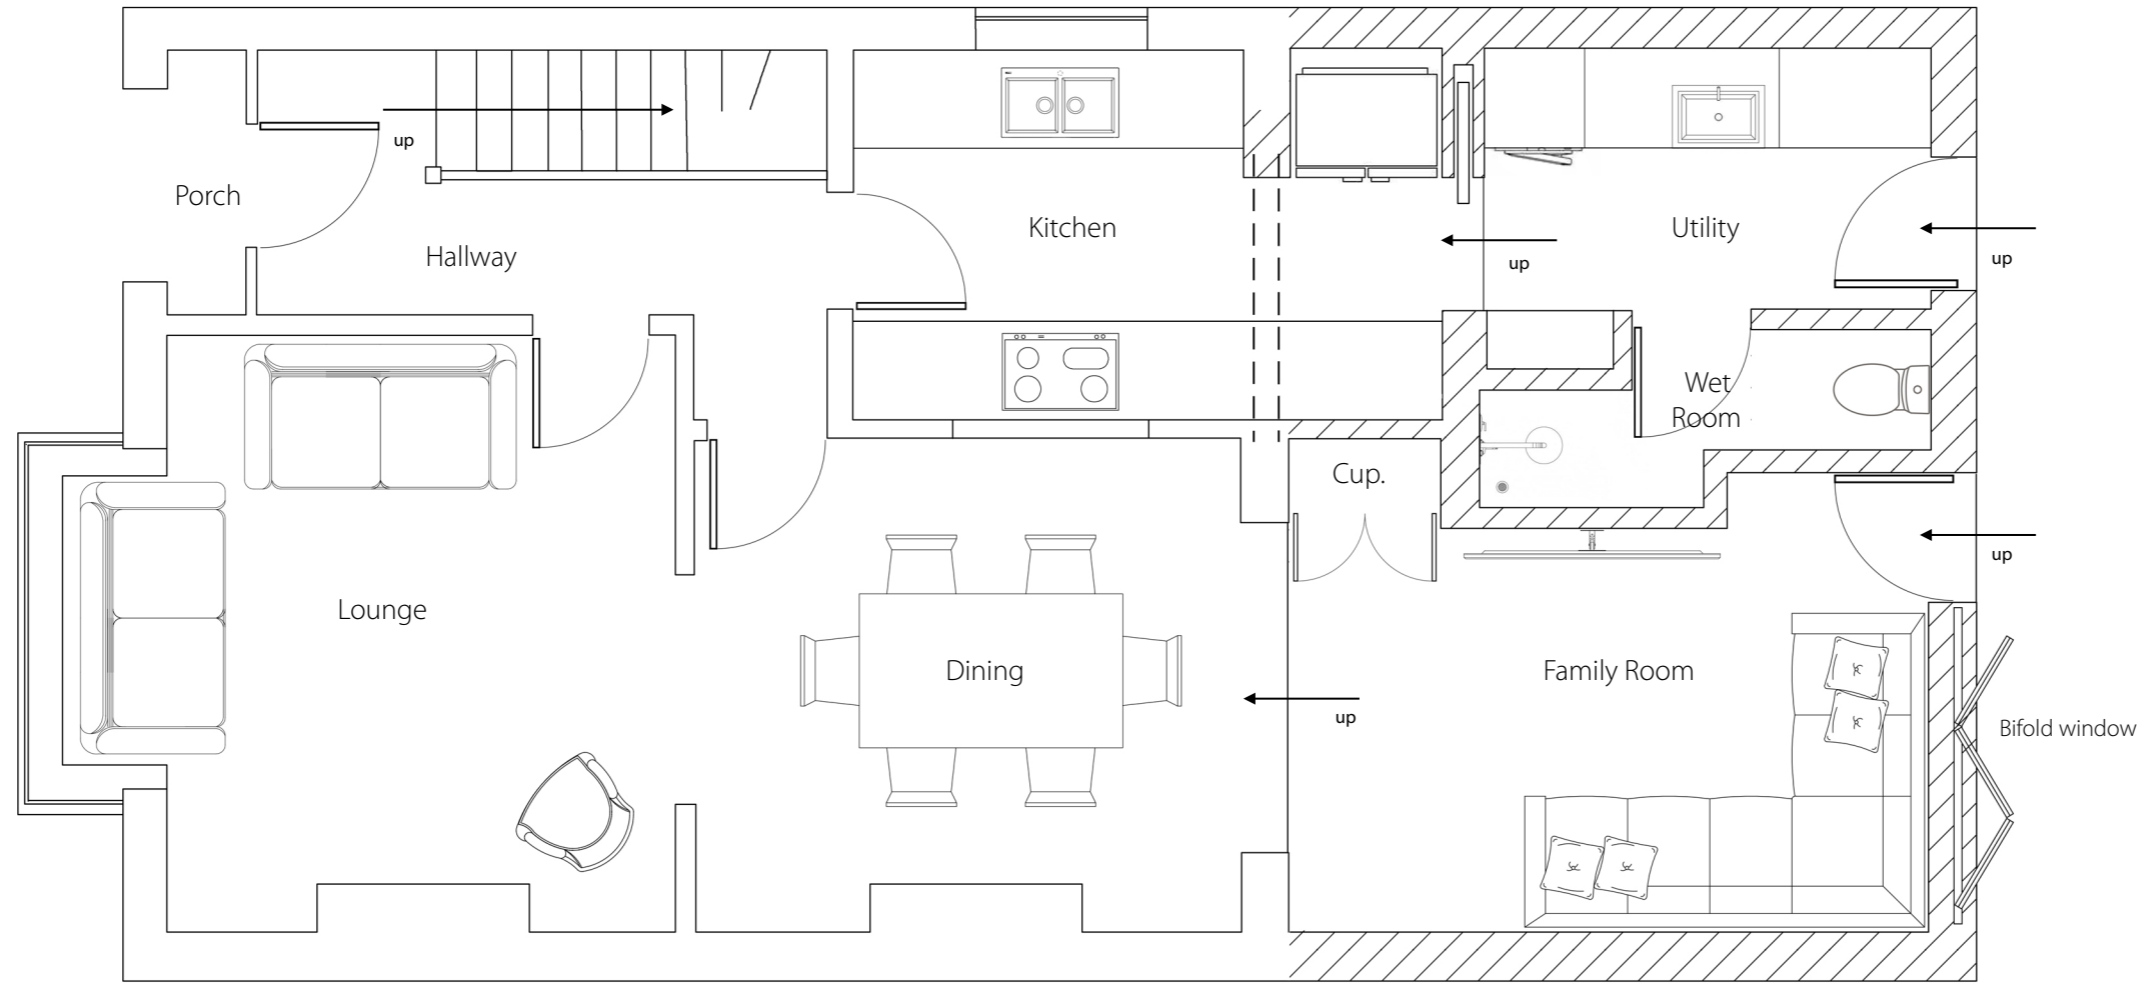 up
Porch
Hallway
Kitchen
Utility
up
up
Wet
Room
Cup.
up
Lounge
Dining
Family Room
up
Bifold window